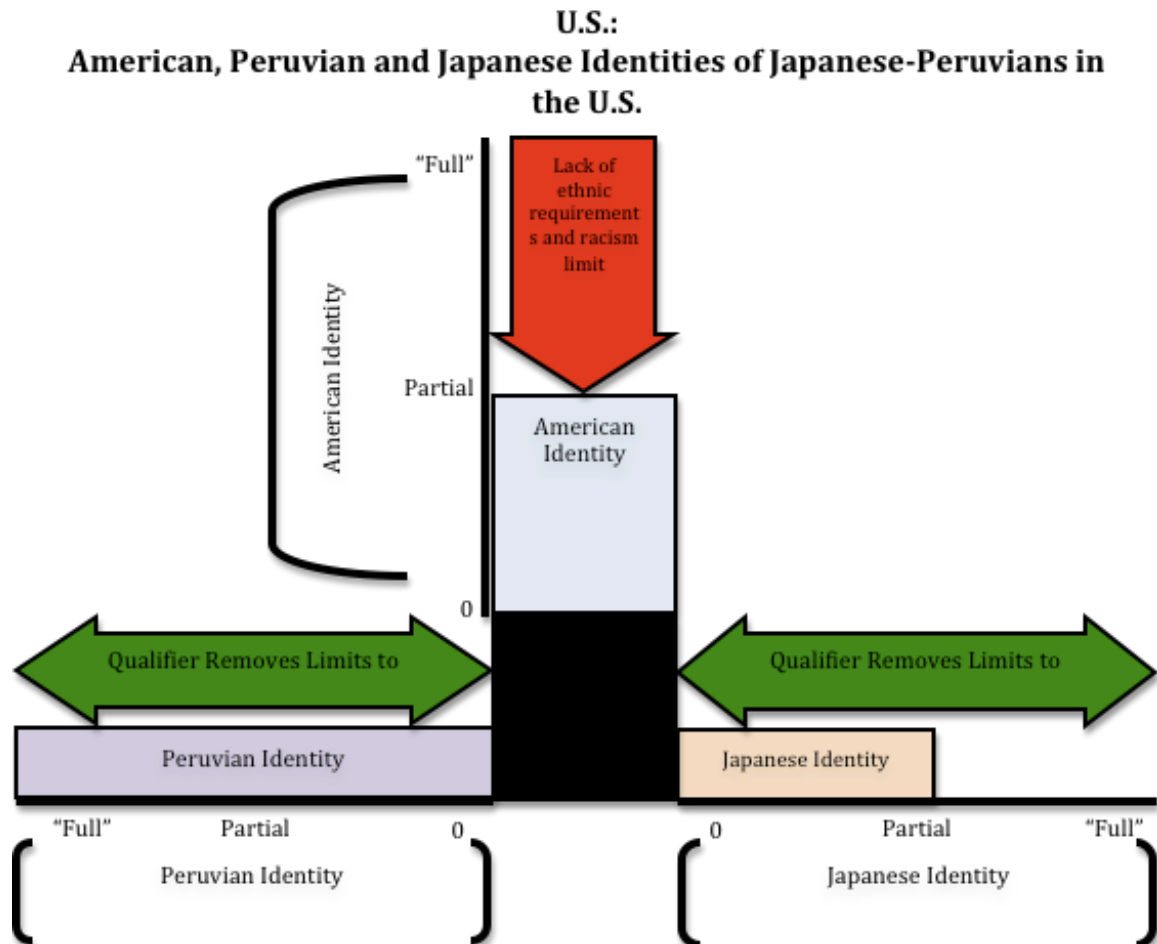 U.S.:
American, Peruvian and Japanese Identities of Japanese-Peruvians in
the U.S.
“Full”
Lack of
ethnic
requirement
s and racism
limit
American Identity
Partial
American
Identity
0
Qualifier Removes Limits to
Qualifier Removes Limits to
Peruvian Identity
Japanese Identity
“Full” Partial 0
0 Partial “Full”
Peruvian Identity
Japanese Identity